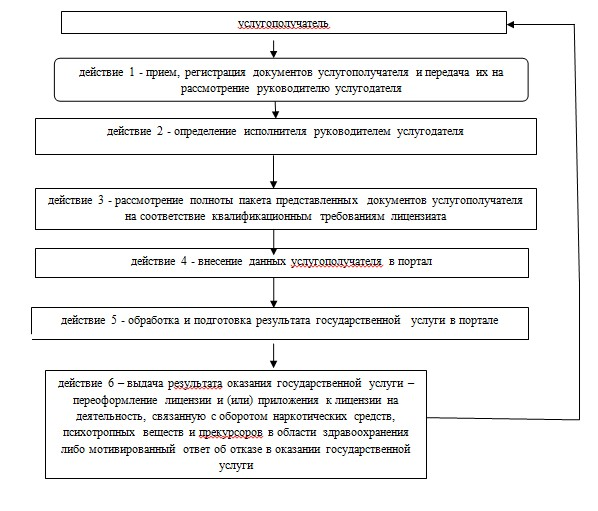 услугополучатель
действие 1 - прием, регистрация документов услугополучателя и передача их на
рассмотрение руководителю услугодателя
действие 2 - определение исполнителя руководителем услугодателя
действие 3 - рассмотрение полноты пакета представленных документов услугополучателя
на соответствие квалификационным требованиям лицензиата
действие 4 - внесение данных услугополучателя в портал
действие 5 - обработка и подготовка результата государственной услуги в портале
действие 6 – выдача результата оказания государственной услуги –
переоформление лицензии и (или) приложения к лицензии на
деятельность, связанную с оборотом наркотических средств,
психотропных веществ и прекурсоров в области здравоохранения
либо мотивированный ответ об отказе в оказании государственной
услуги